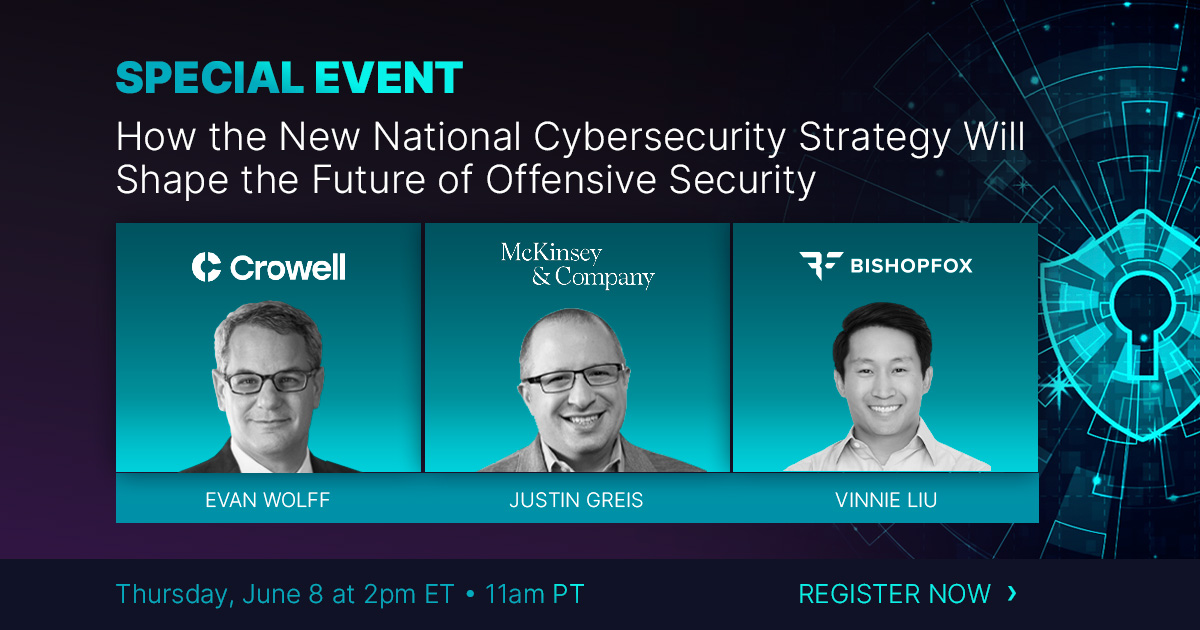 SPECIAL EVENT
How the New National Cybersecurity Strategy Will
Shape the Future of Offensive Security
Crowell
McKinsey
& Company
BISHOPFOX
EVAN WOLFF
JUSTIN GREIS
VINNIE LIU
Thursday, June 8 at 2pm ET • 11am PT
REGISTER NOW ›